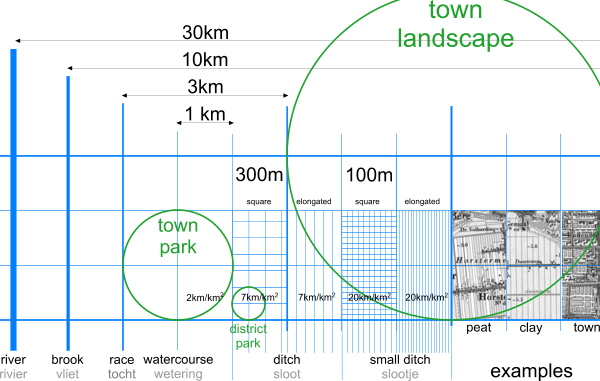 town
landscape
30km
10km
3km
1 km
300m
100m
square
elongated
square
elongated
town
park
2km/km²
7km/km²
7km/km²
20km/km²
20km/km²
district
park
peat
clay
town
river
brook
race
watercourse
ditch
small ditch
rivier
vliet
tocht
wetering
sloot
slootje
examples